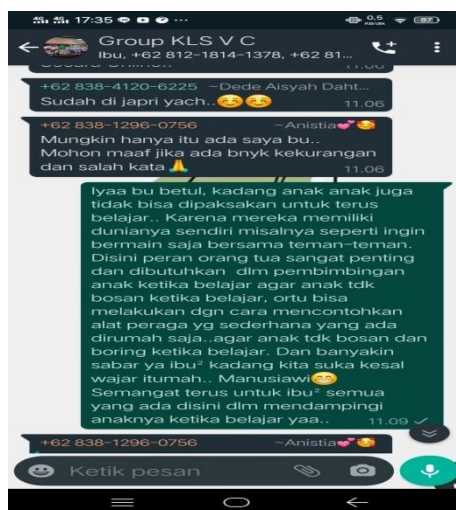 17:35
0.5
KB/dtk
87
Group KLS V C
Ibu, +62 812-1814-1378, +62 81...
11.00
+62 838-4120-6225 ~Dede Aisyah Daht...
Sudah di japri yach..😊😊
11.06
+62 838-1296-0756 ~Anistia💕🥰
Mungkin hanya itu ada saya bu..
Mohon maaf jika ada bnyk kekurangan
dan salah kata🙏
11.06
Iyaa bu betul, kadang anak anak juga
tidak bisa dipaksakan untuk terus
belajar.. Karena mereka memiliki
dunianya sendiri misalnya seperti ingin
bermain saja bersama teman-teman.
Disini peran orang tua sangat penting
dan dibutuhkan dlm pembimbingan
anak ketika belajar agar anak tdk
bosan ketika belajar, ortu bisa
melakukan dgn cara mencontohkan
alat peraga yg sederhana yang ada
dirumah saja..agar anak tdk bosan dan
boring ketika belajar. Dan banyakin
sabar ya ibu² kadang kita suka kesal
wajar itumah.. Manusiawi😁
Semangat terus untuk ibu² semua
yang ada disini dlm mendampingi
anaknya ketika belajar yaa..
11.09
+62 838-1296-0756 ~Anistia💕🥰
Ketik pesan